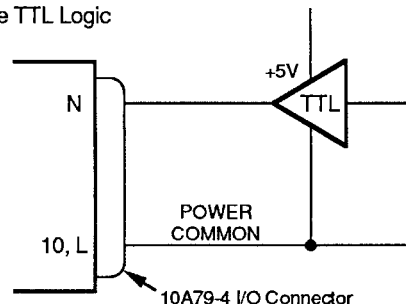 e TTL Logic
+5V
N
TTL
POWER
COMMON
10, L
10A79-4 I/O Connector